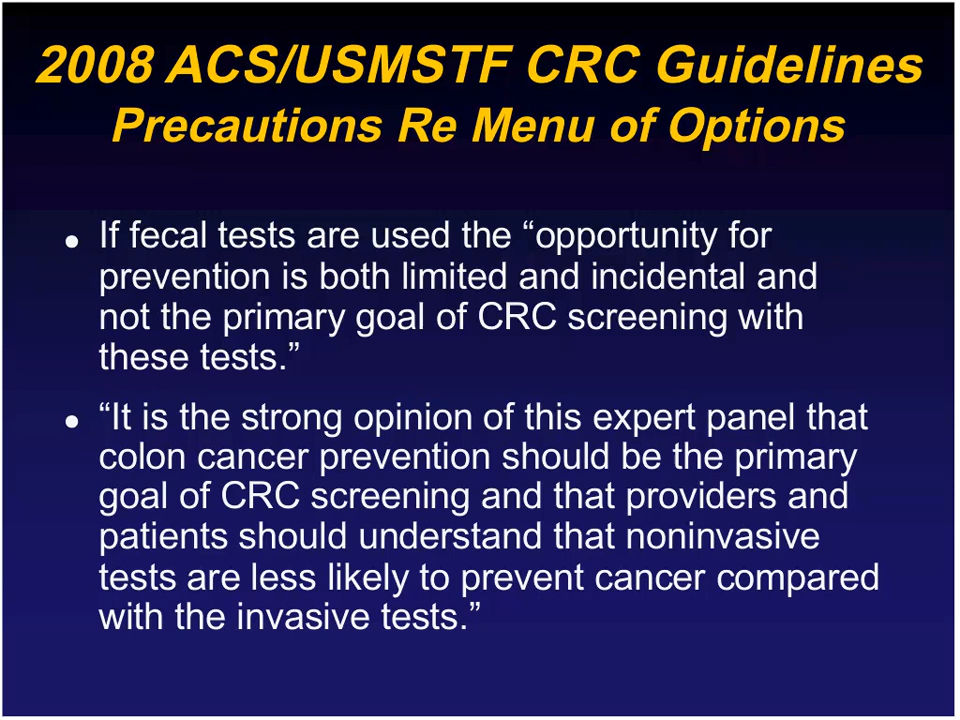 2008 ACS/USMSTF CRC Guidelines
Precautions Re Menu of Options
● If fecal tests are used the “opportunity for
prevention is both limited and incidental and
not the primary goal of CRC screening with
these tests.”
● “It is the strong opinion of this expert panel that
colon cancer prevention should be the primary
goal of CRC screening and that providers and
patients should understand that noninvasive
tests are less likely to prevent cancer compared
with the invasive tests.”